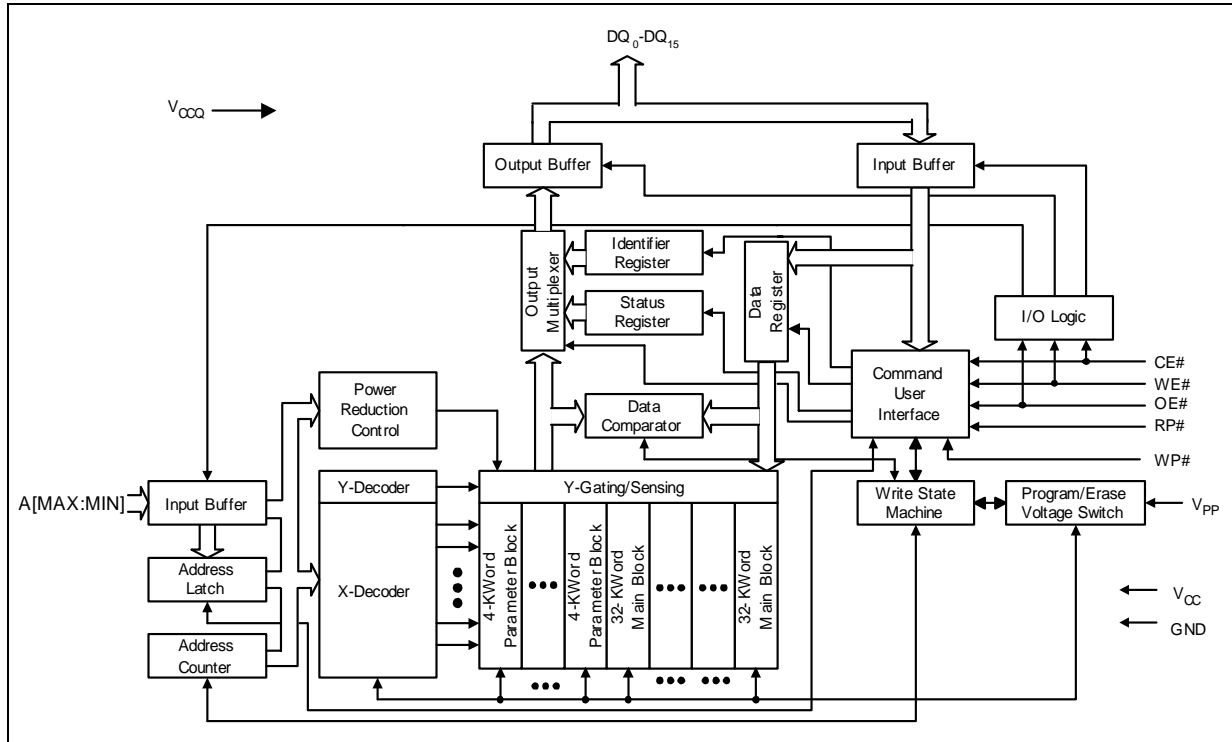 DQ0-DQ15
VCCQ
Output Buffer
Input Buffer
Output
Multiplexer
Identifier
Register
Status
Register
Data
Register
I/O Logic
Command
User
Interface
CE#
WE#
OE#
RP#
WP#
Power
Reduction
Control
Data
Comparator
A[MAX:MIN]
Input Buffer
Y-Decoder
Y-Gating/Sensing
Write State
Machine
Program/Erase
Voltage Switch
VPP
Address
Latch
X-Decoder
4-KWord
Parameter Block
4-KWord
Parameter Block
32-KWord
Main Block
32-KWord
Main Block
VCC
GND
Address
Counter